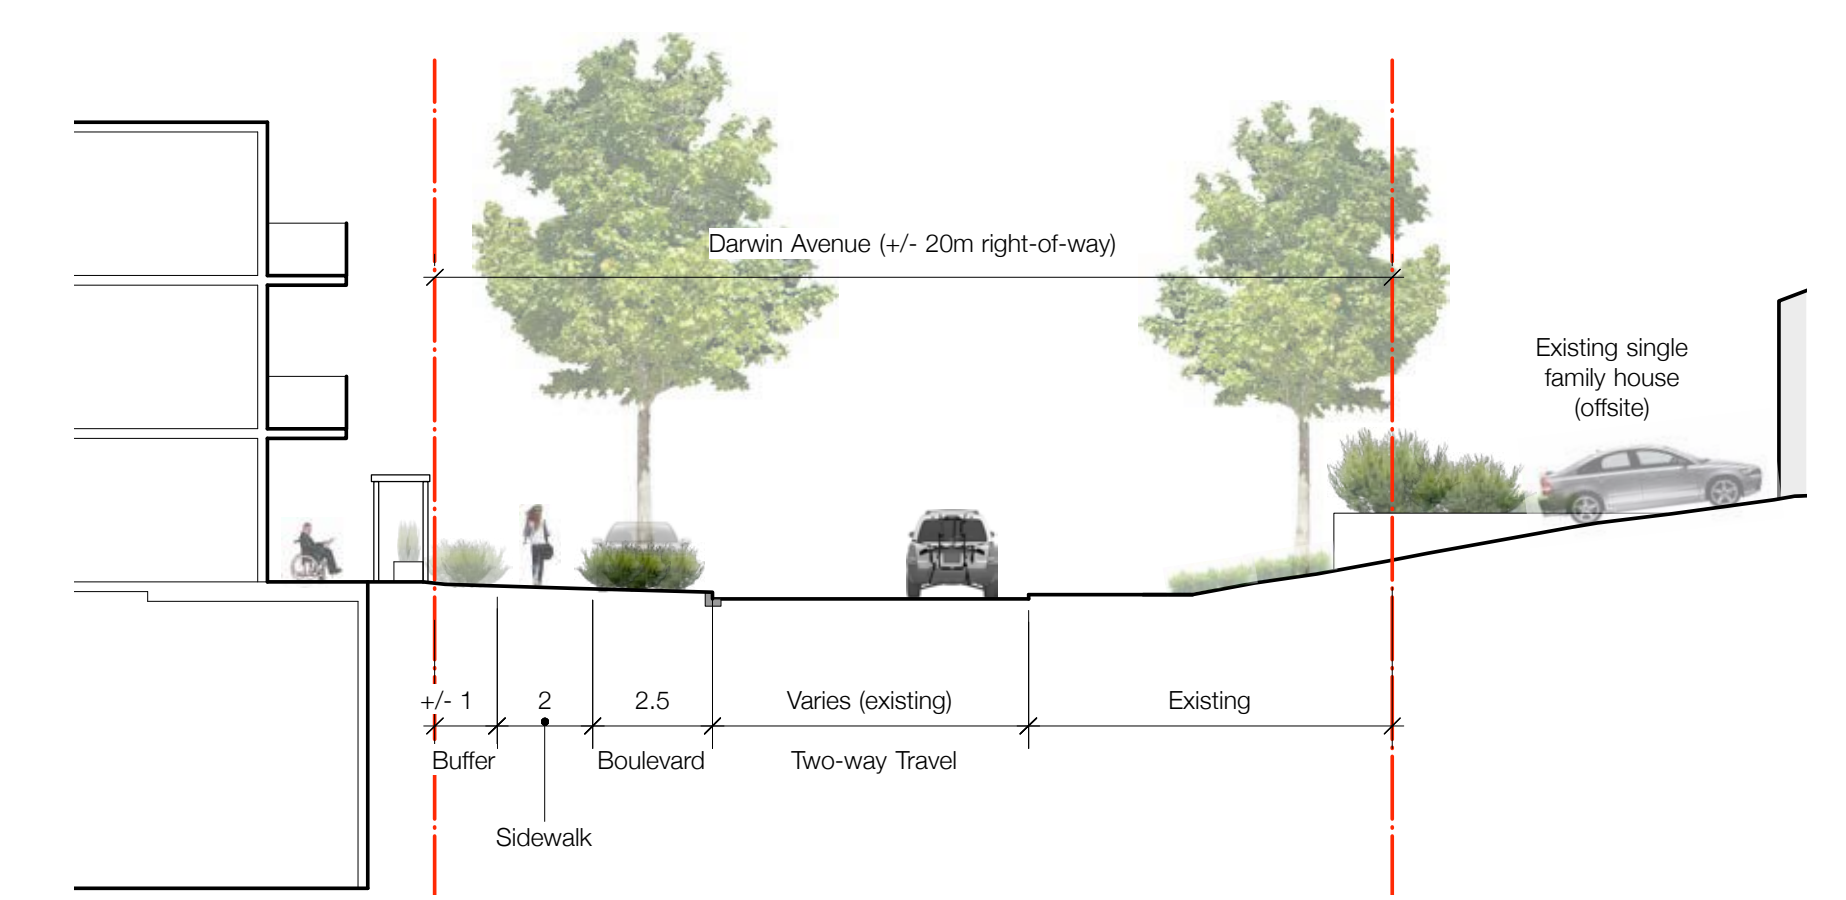 Darwin Avenue (+/- 20m right-of-way)
Existing single
family house
(offsite)
+/- 1
2
2.5
Varies (existing)
Existing
Buffer
Boulevard
Two-way Travel
Sidewalk